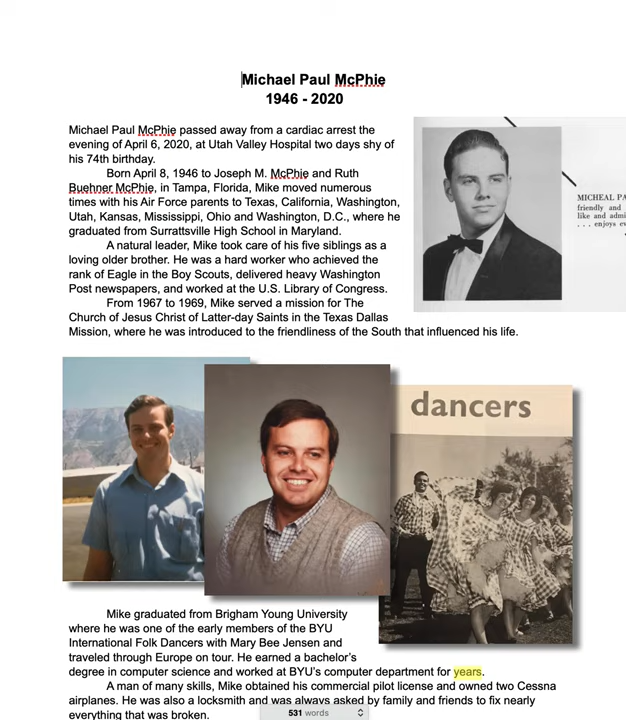 Michael Paul McPhie
1946 - 2020
Michael Paul McPhie passed away from a cardiac arrest the
evening of April 6, 2020, at Utah Valley Hospital two days shy of
his 74th birthday.
Born April 8, 1946 to Joseph M. McPhie and Ruth
Buehner McPhie, in Tampa, Florida, Mike moved numerous
times with his Air Force parents to Texas, California, Washington,
Utah, Kansas, Mississippi, Ohio and Washington, D.C., where he
graduated from Surrattsville High School in Maryland.
A natural leader, Mike took care of his five siblings as a
loving older brother. He was a hard worker who achieved the
rank of Eagle in the Boy Scouts, delivered heavy Washington
Post newspapers, and worked at the U.S. Library of Congress.
From 1967 to 1969, Mike served a mission for The
Church of Jesus Christ of Latter-day Saints in the Texas Dallas
Mission, where he was introduced to the friendliness of the South that influenced his life.
MICHEAL PA
friendly and
like and admi
. . . enjoys ev
dancers
Mike graduated from Brigham Young University
where he was one of the early members of the BYU
International Folk Dancers with Mary Bee Jensen and
traveled through Europe on tour. He earned a bachelor's
degree in computer science and worked at BYU's computer department for years.
A man of many skills, Mike obtained his commercial pilot license and owned two Cessna
airplanes. He was also a locksmith and was always asked by family and friends to fix nearly
everything that was broken.
531 words